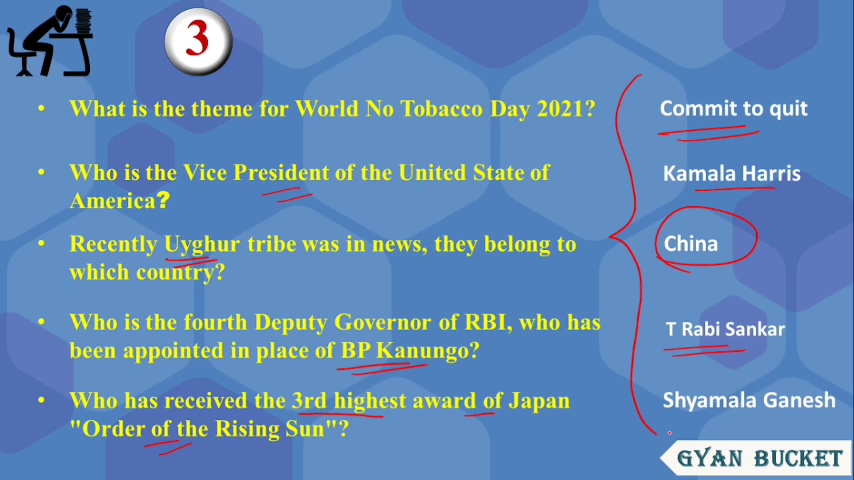 3
• What is the theme for World No Tobacco Day 2021?
Commit to quit
• Who is the Vice President of the United State of
America?
Kamala Harris
• Recently Uyghur tribe was in news, they belong to
which country?
China
• Who is the fourth Deputy Governor of RBI, who has
been appointed in place of BP Kanungo?
T Rabi Sankar
• Who has received the 3rd highest award of Japan
"Order of the Rising Sun"?
Shyamala Ganesh
GYAN BUCKET